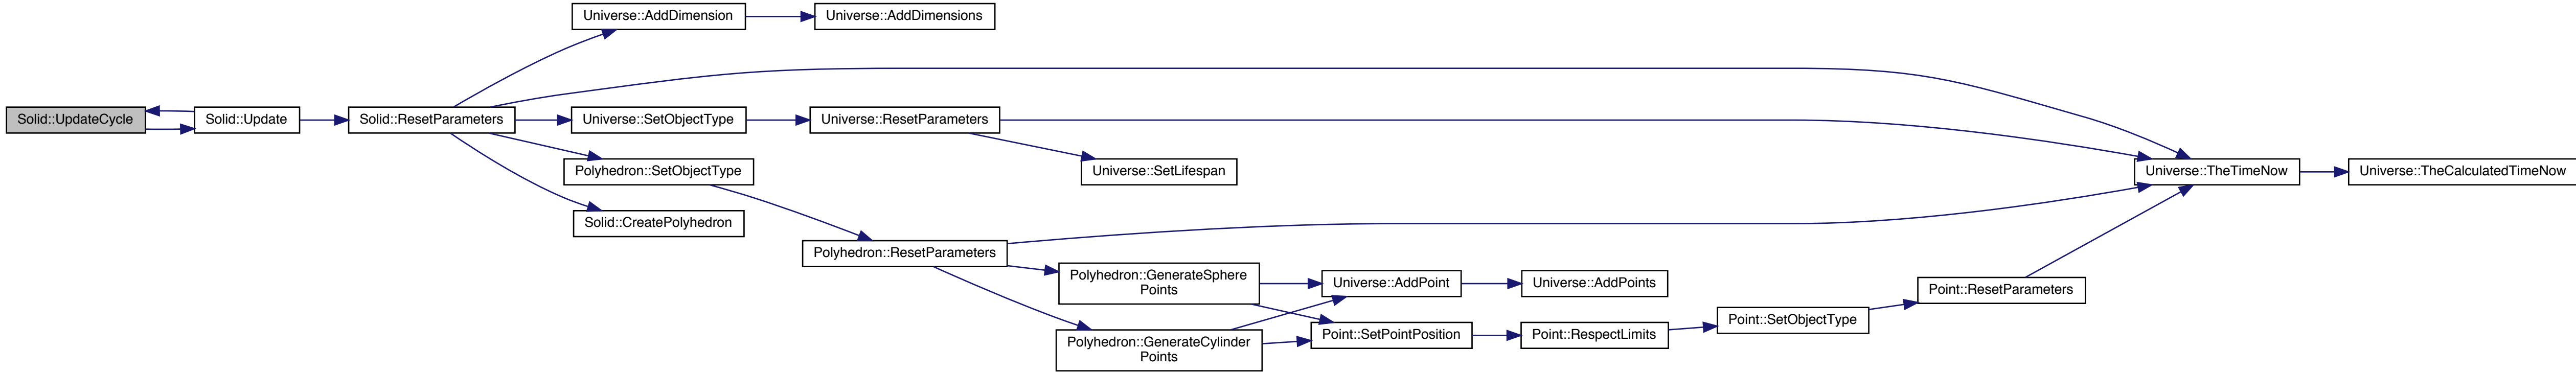 Universe::AddDimension
Universe::AddDimensions
Solid::UpdateCycle
Solid::Update
Solid::ResetParameters
Universe::SetObjectType
Universe::ResetParameters
Polyhedron::SetObjectType
Universe::SetLifespan
Universe::TheTimeNow
Universe::TheCalculatedTimeNow
Solid::CreatePolyhedron
Polyhedron::ResetParameters
Polyhedron::GenerateSphere
Points
Universe::AddPoint
Universe::AddPoints
Point::ResetParameters
Point::SetObjectType
Point::SetPointPosition
Point::RespectLimits
Polyhedron::GenerateCylinder
Points